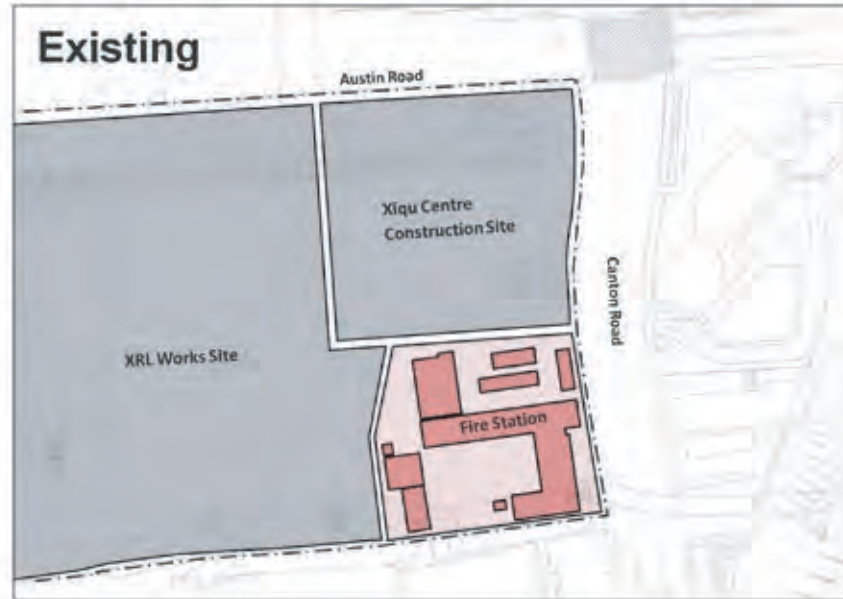 Existing
Austin Road
Xiqu Centre
Construction Site
Canton Road
XRL Works Site
Fire Station